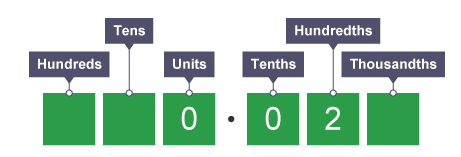 Tens Hundredths
Hundreds Units Tenths Thousandths
0 . 0 2